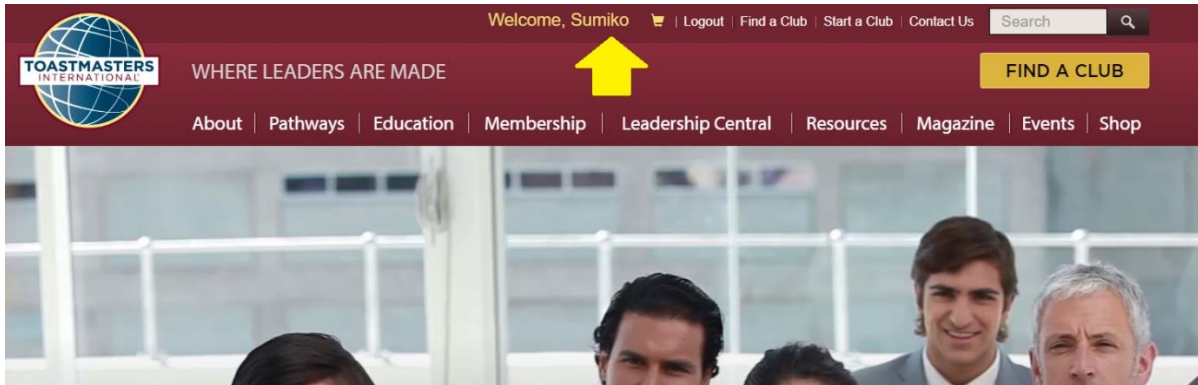 Welcome, Sumiko | Logout | Find a Club | Start a Club | Contact Us Search
TOASTMASTERS
INTERNATIONAL
WHERE LEADERS ARE MADE
FIND A CLUB
About | Pathways | Education | Membership | Leadership Central | Resources | Magazine | Events | Shop